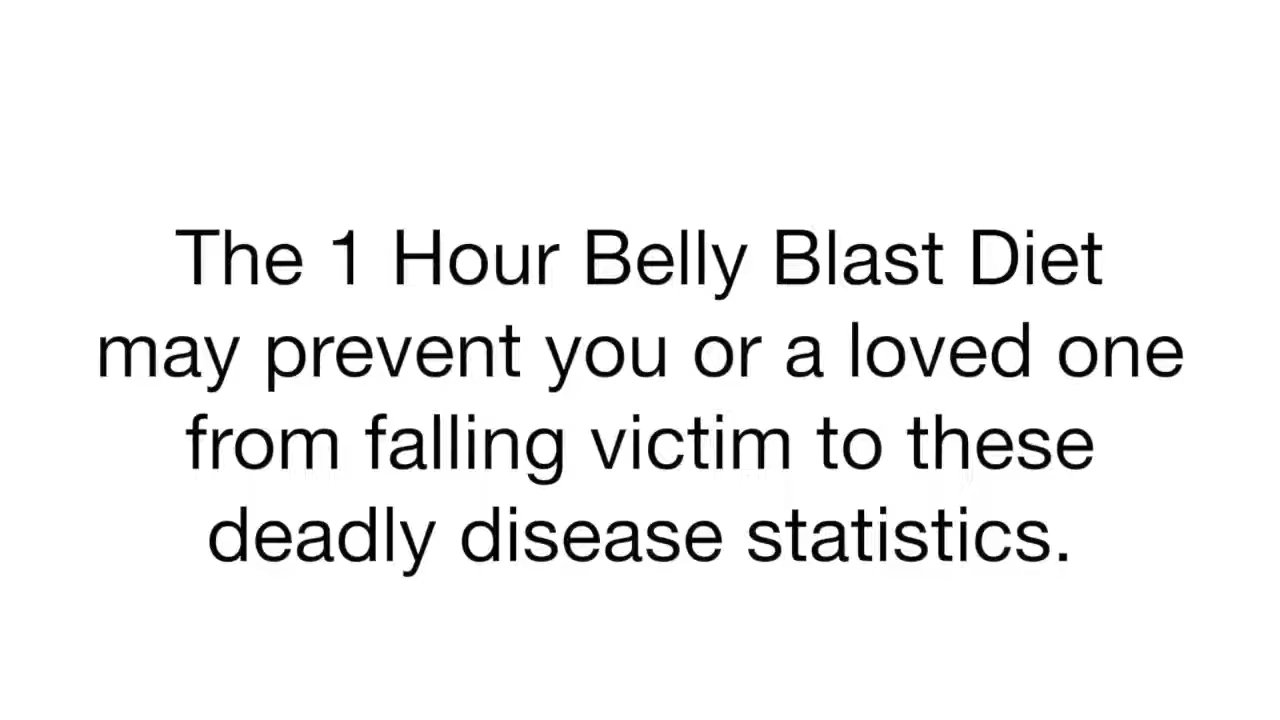 The 1 Hour Belly Blast Diet
may prevent you or a loved one
from falling victim to these
deadly disease statistics.